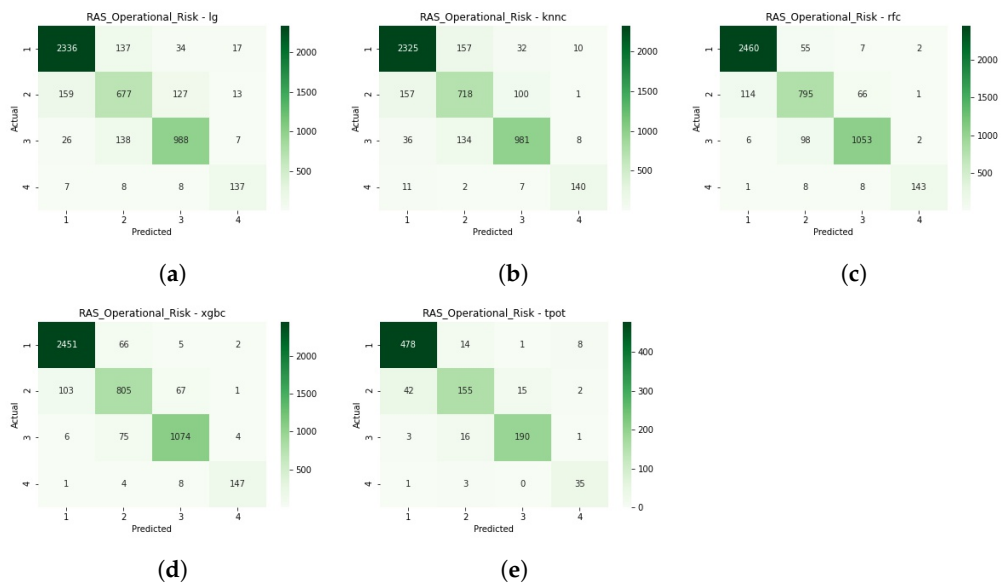 RAS_Operational_Risk - lg
1 2336 137 34 17
2 159 677 127 13
3 26 138 988 7
4 7 8 8 137
1 2 3 4
Actual
Predicted
2000
1500
1000
500
(a)
RAS_Operational_Risk - knnc
1 2325 157 32 10
2 157 718 100 1
3 36 134 981 8
4 11 2 7 140
1 2 3 4
Actual
Predicted
2000
1500
1000
500
(b)
RAS_Operational_Risk - rfc
1 2460 55 7 2
2 114 795 66 1
3 6 98 1053 2
4 1 8 8 143
1 2 3 4
Actual
Predicted
2000
1500
1000
500
(c)
RAS_Operational_Risk - xgbc
1 2451 66 5 2
2 103 805 67 1
3 6 75 1074 4
4 1 4 8 147
1 2 3 4
Actual
Predicted
2000
1500
1000
500
(d)
RAS_Operational_Risk - tpot
1 478 14 1 8
2 42 155 15 2
3 3 16 190 1
4 1 3 0 35
1 2 3 4
Actual
Predicted
400
300
200
100
0
(e)